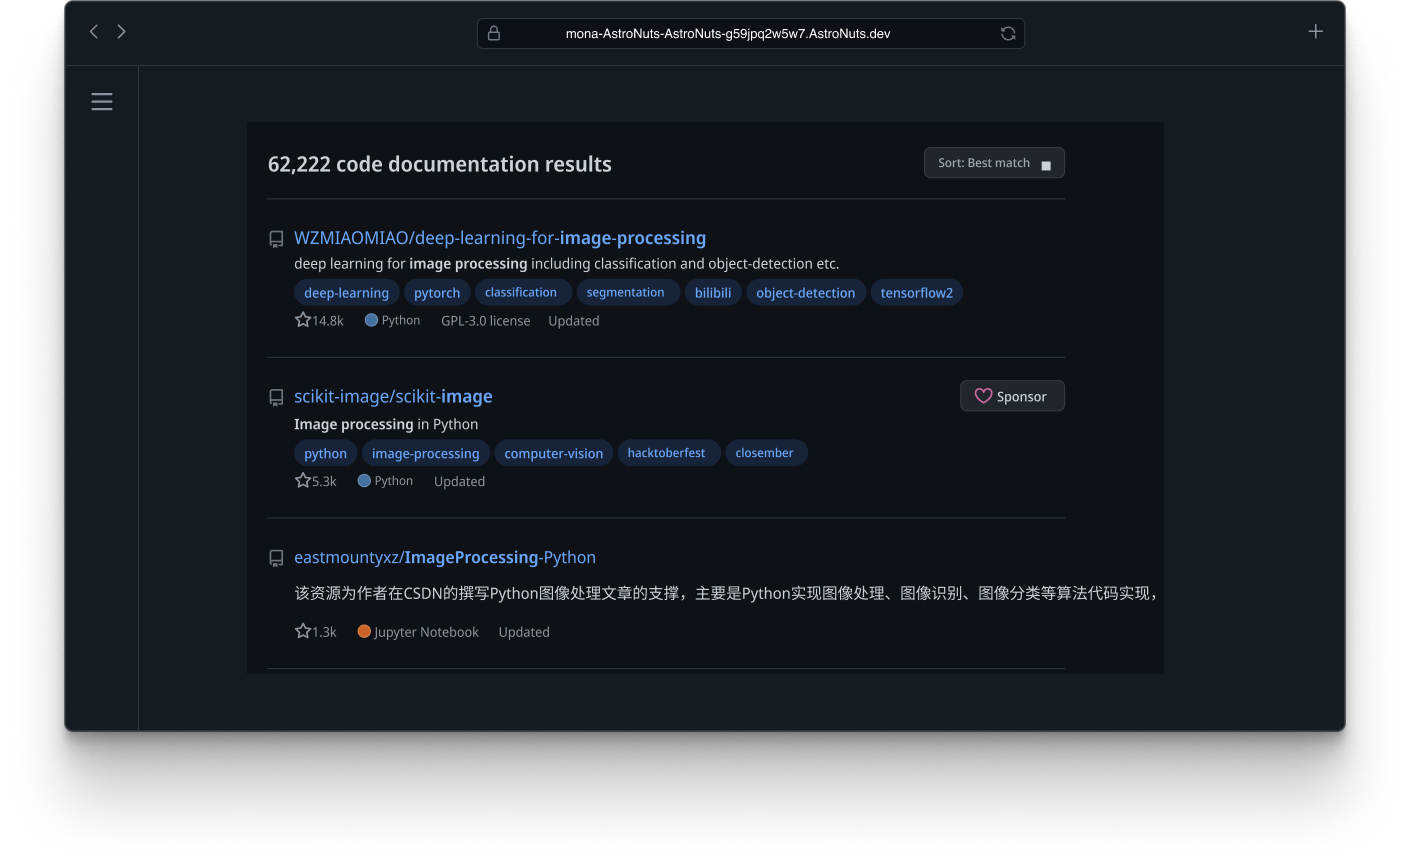 mona-AstroNuts-AstroNuts-g59jpq2w5w7.AstroNuts.dev
62,222 code documentation results
Sort: Best match
WZMIAOMIAO/deep-learning-for-image-processing
deep learning for image processing including classification and object-detection etc.
deep-learning pytorch classification segmentation bilibili object-detection tensorflow2
14.8k Python GPL-3.0 license Updated
scikit-image/scikit-image
Sponsor
Image processing in Python
python image-processing computer-vision hacktoberfest closember
5.3k Python Updated
eastmountyxz/ImageProcessing-Python
该资源为作者在CSDN的撰写Python图像处理文章的支撑，主要是Python实现图像处理、图像识别、图像分类等算法代码实现，
1.3k Jupyter Notebook Updated